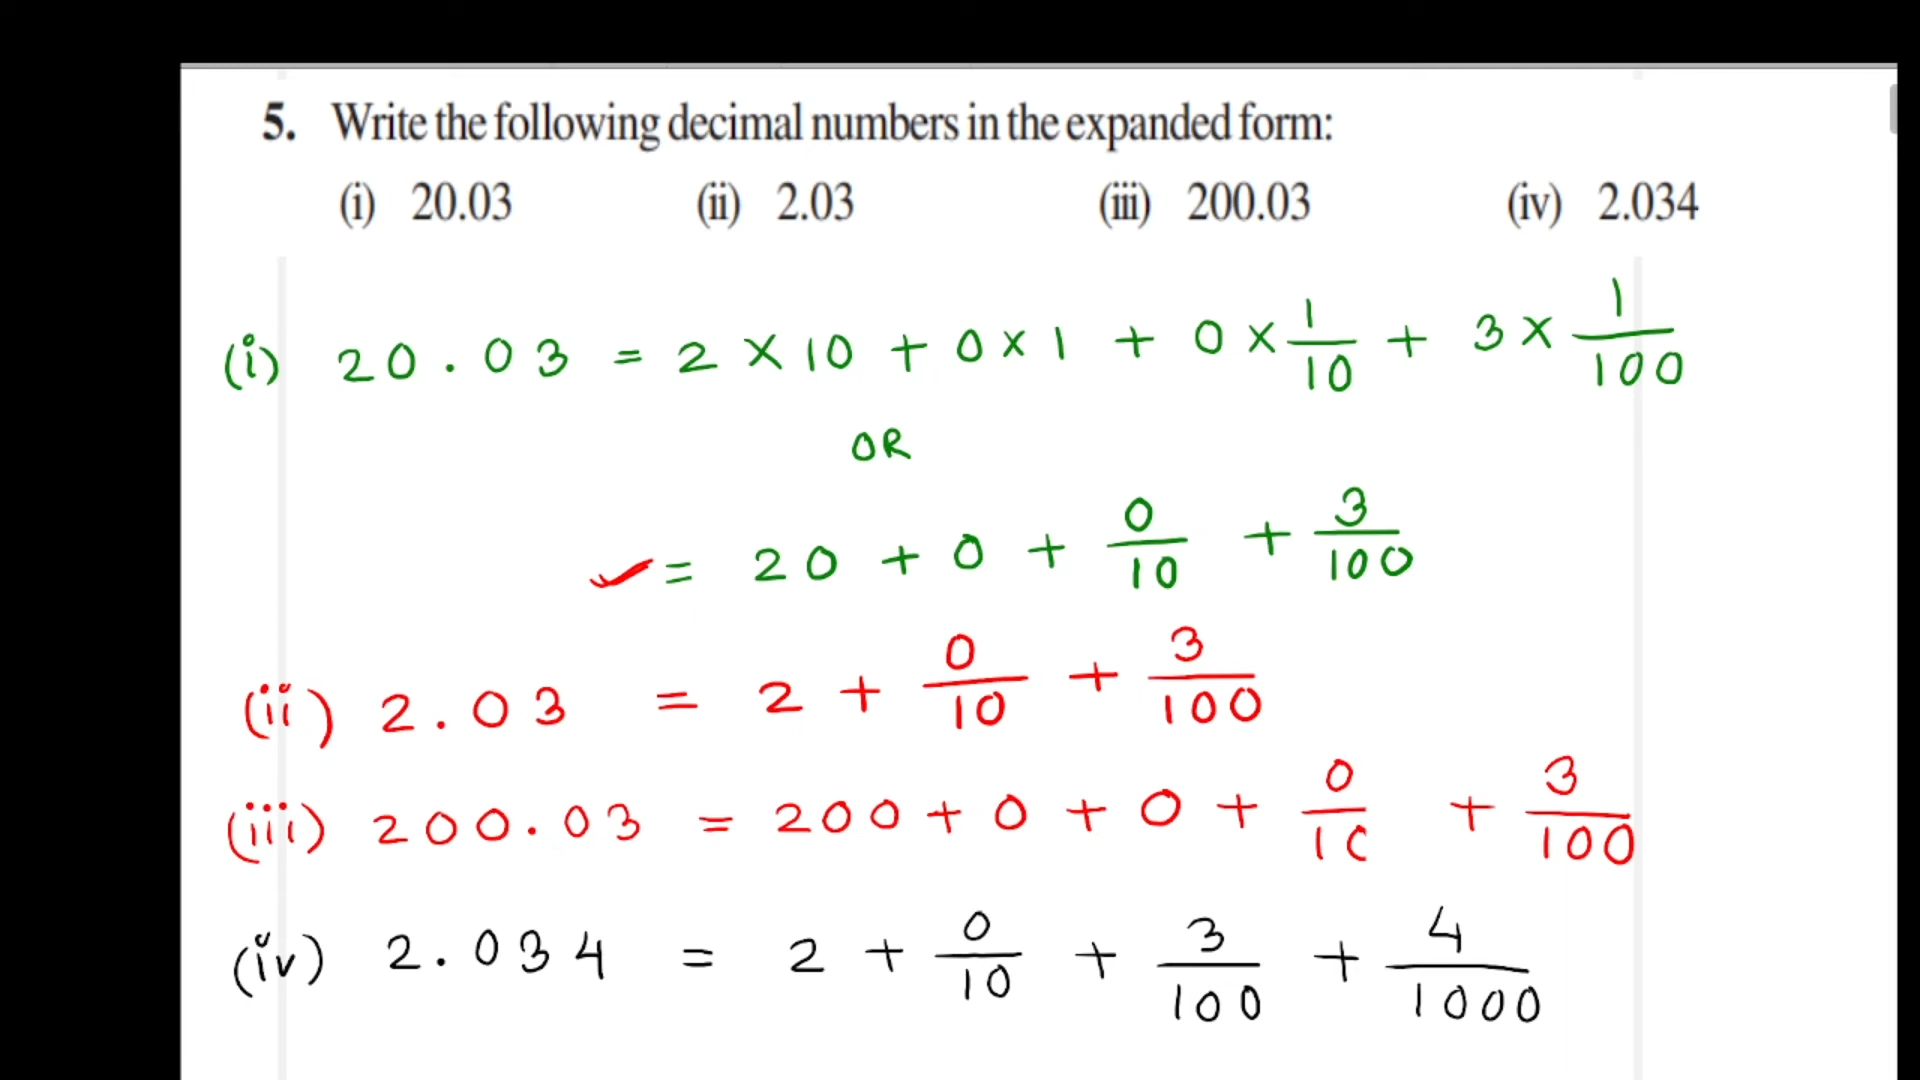 5. Write the following decimal numbers in the expanded form:
(i) 20.03 (ii) 2.03 (iii) 200.03 (iv) 2.034
(i) 20.03 = 2 × 10 + 0 × 1 + 0 × 1/10 + 3 × 1/100
OR
✓= 20 + 0 + 0/10 + 3/100
(ii) 2.03 = 2 + 0/10 + 3/100
(iii) 200.03 = 200 + 0 + 0 + 0/10 + 3/100
(iv) 2.034 = 2 + 0/10 + 3/100 + 4/1000